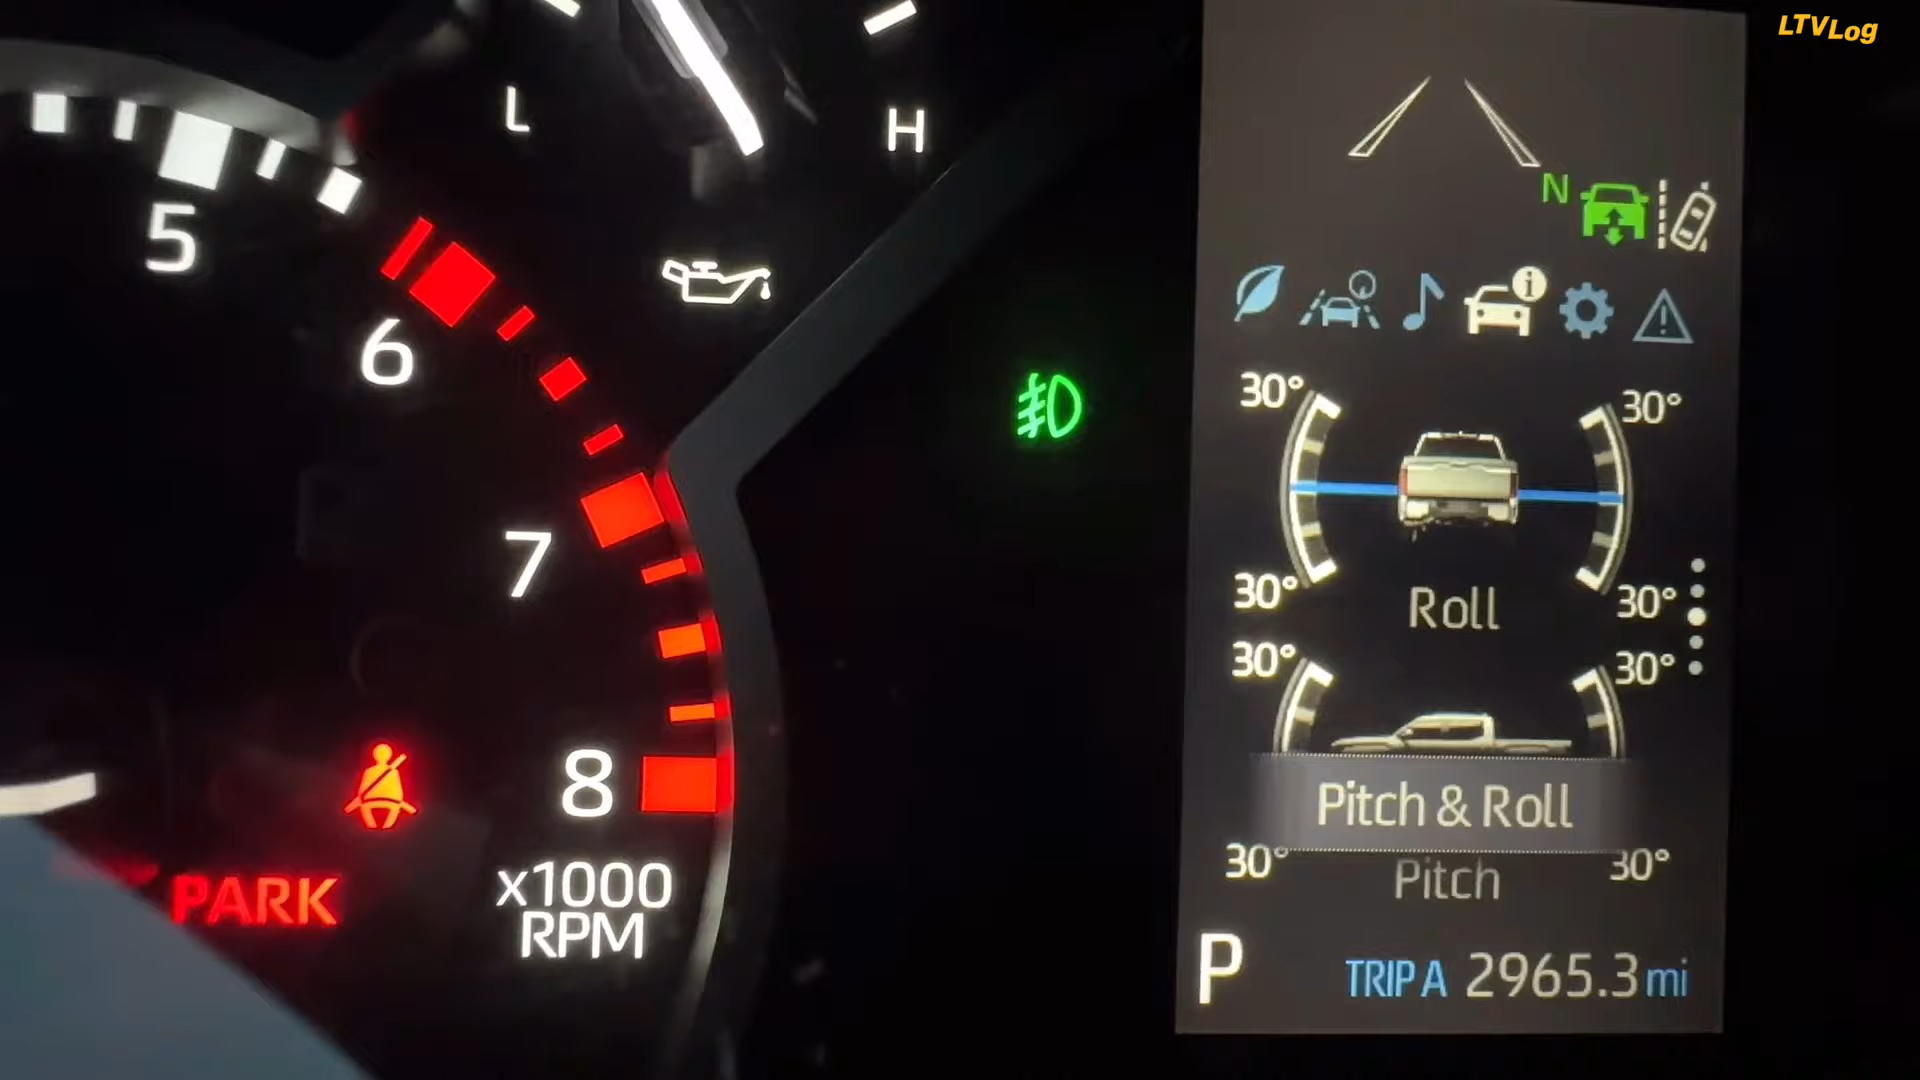 LTVLog
L
H
5
6
7
8
x1000
RPM
PARK
N
30° 30°
30° 30°
Roll
30° 30°
Pitch & Roll
30° 30°
Pitch
P TRIP A 2965.3 mi